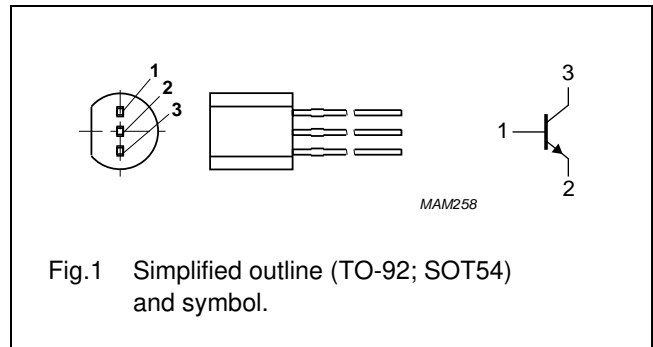 1
2
3
3
1
2
MAM258
Fig.1 Simplified outline (TO-92; SOT54)
and symbol.